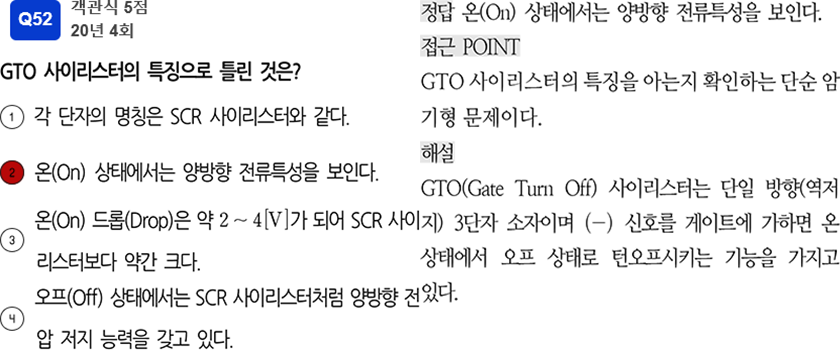 Q52
객관식 5점
20년 4회
GTO 사이리스터의 특징으로 틀린 것은?
1 각 단자의 명칭은 SCR 사이리스터와 같다.
2 온(On) 상태에서는 양방향 전류특성을 보인다.
3 온(On) 드롭(Drop)은 약 2 ~ 4[V]가 되어 SCR 사이
리스터보다 약간 크다.
4 오프(Off) 상태에서는 SCR 사이리스터처럼 양방향 전
압 저지 능력을 갖고 있다.
정답 온(On) 상태에서는 양방향 전류특성을 보인다.
접근 POINT
GTO 사이리스터의 특징을 아는지 확인하는 단순 암
기형 문제이다.
해설
GTO(Gate Turn Off) 사이리스터는 단일 방향(역저
지) 3단자 소자이며 (-) 신호를 게이트에 가하면 온
상태에서 오프 상태로 턴오프시키는 기능을 가지고
있다.